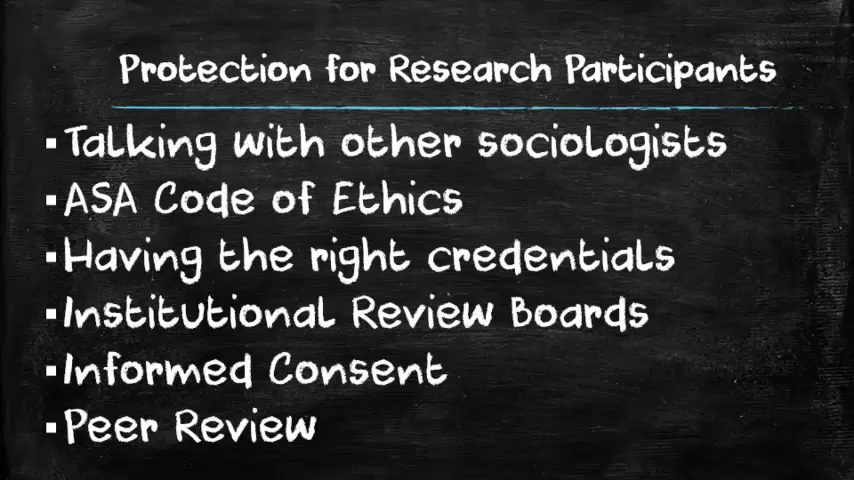 Protection for Research Participants
▪Talking with other sociologists
▪ASA Code of Ethics
▪Having the right credentials
▪Institutional Review Boards
▪Informed Consent
▪Peer Review